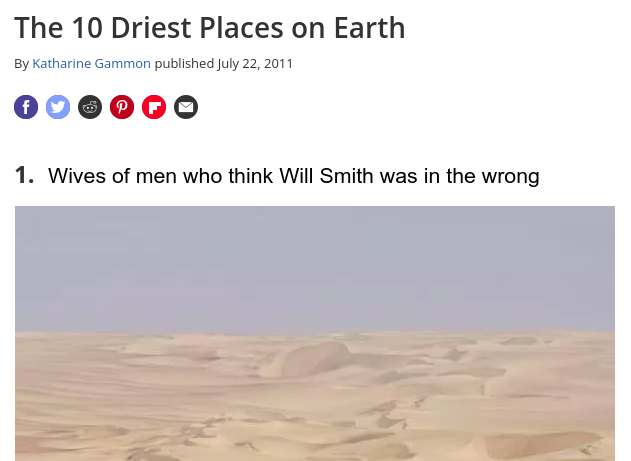 The 10 Driest Places on Earth
By Katharine Gammon published July 22, 2011
1. Wives of men who think Will Smith was in the wrong